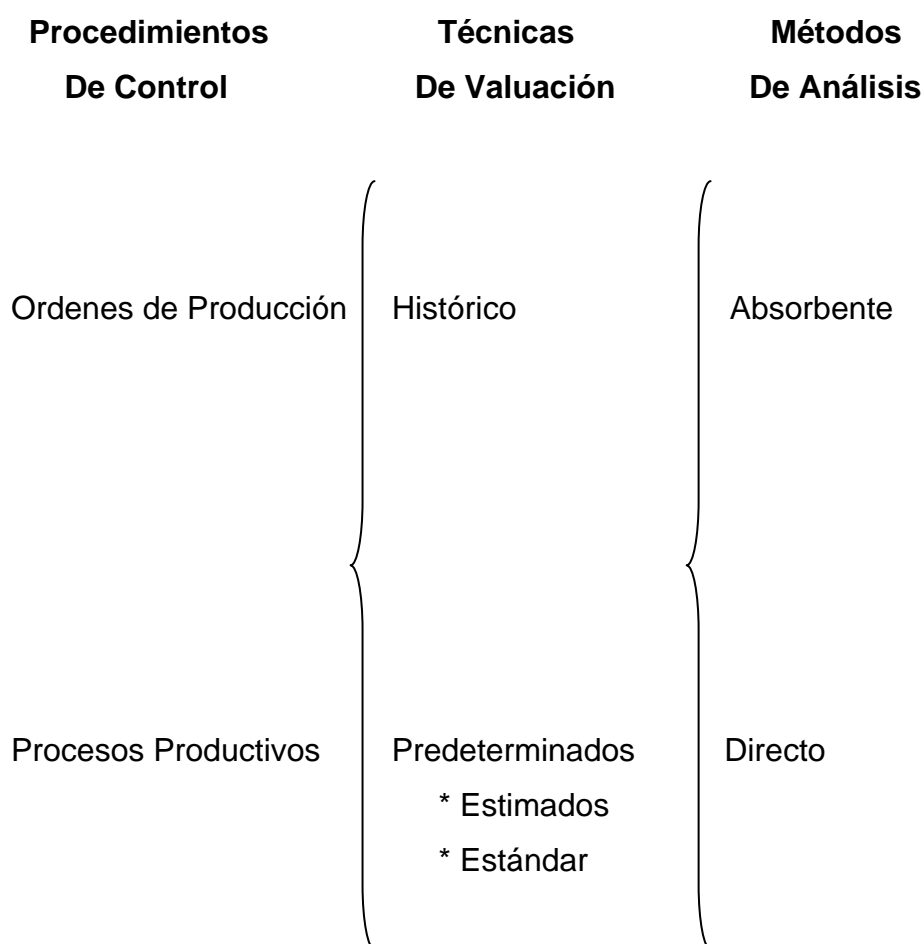 Procedimientos Técnicas Métodos
De Control De Valuación De Análisis
Ordenes de Producción Histórico Absorbente
Procesos Productivos Predeterminados Directo
* Estimados
* Estándar